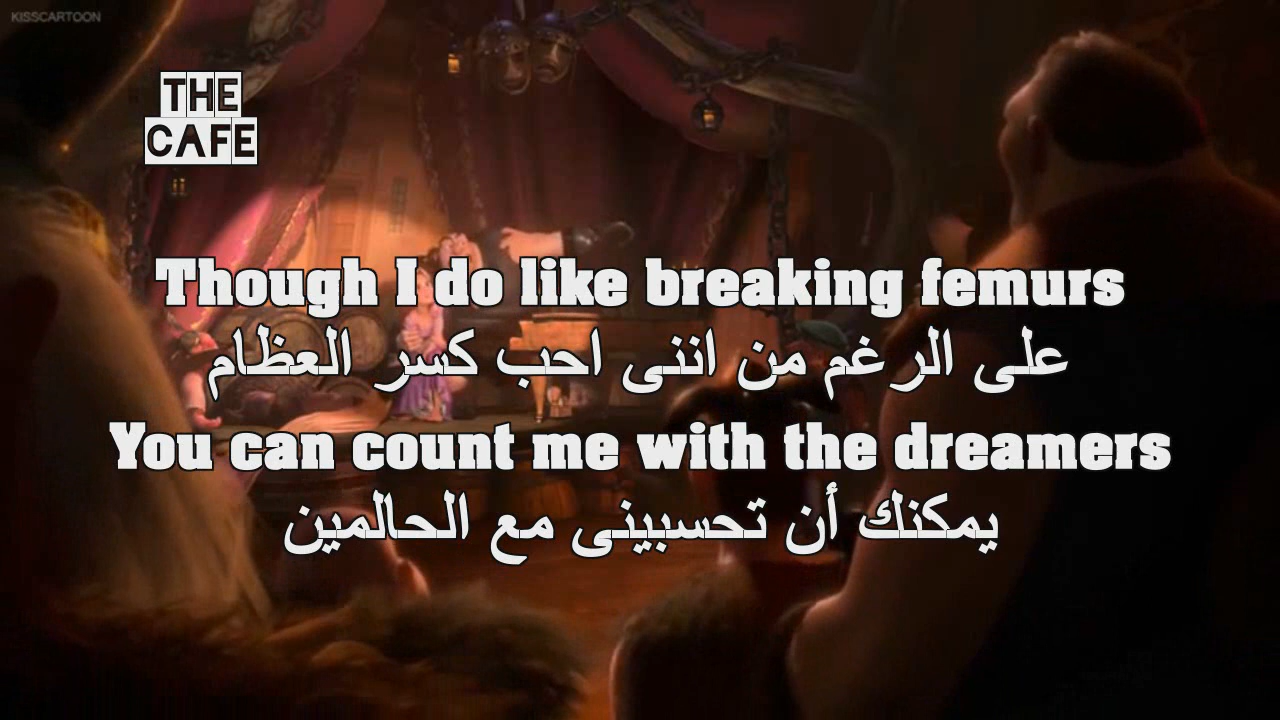 KISSCARTOON
THE
CAFE
Though I do like breaking femurs
على الرغم من اننى احب كسر العظام
You can count me with the dreamers
يمكنك أن تحسبينى مع الحالمين